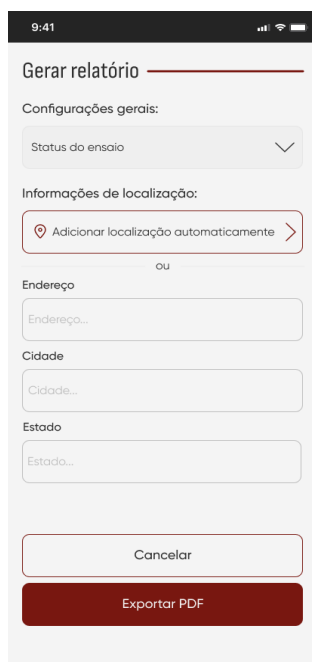 9:41
Gerar relatório
Configurações gerais:
Status do ensaio
Informações de localização:
Adicionar localização automaticamente
ou
Endereço
Endereço...
Cidade
Cidade...
Estado
Estado...
Cancelar
Exportar PDF